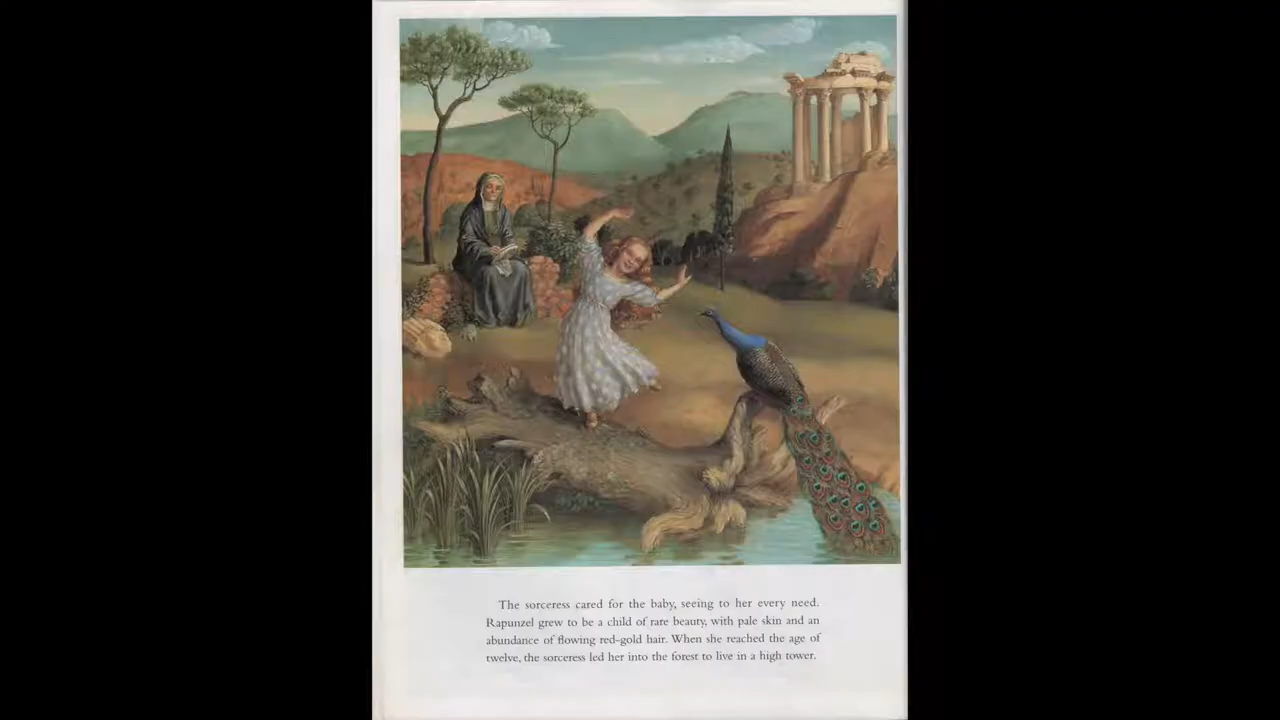 The sorceress cared for the baby, seeing to her every need.
Rapunzel grew to be a child of rare beauty, with pale skin and an
abundance of flowing red-gold hair. When she reached the age of
twelve, the sorceress led her into the forest to live in a high tower.